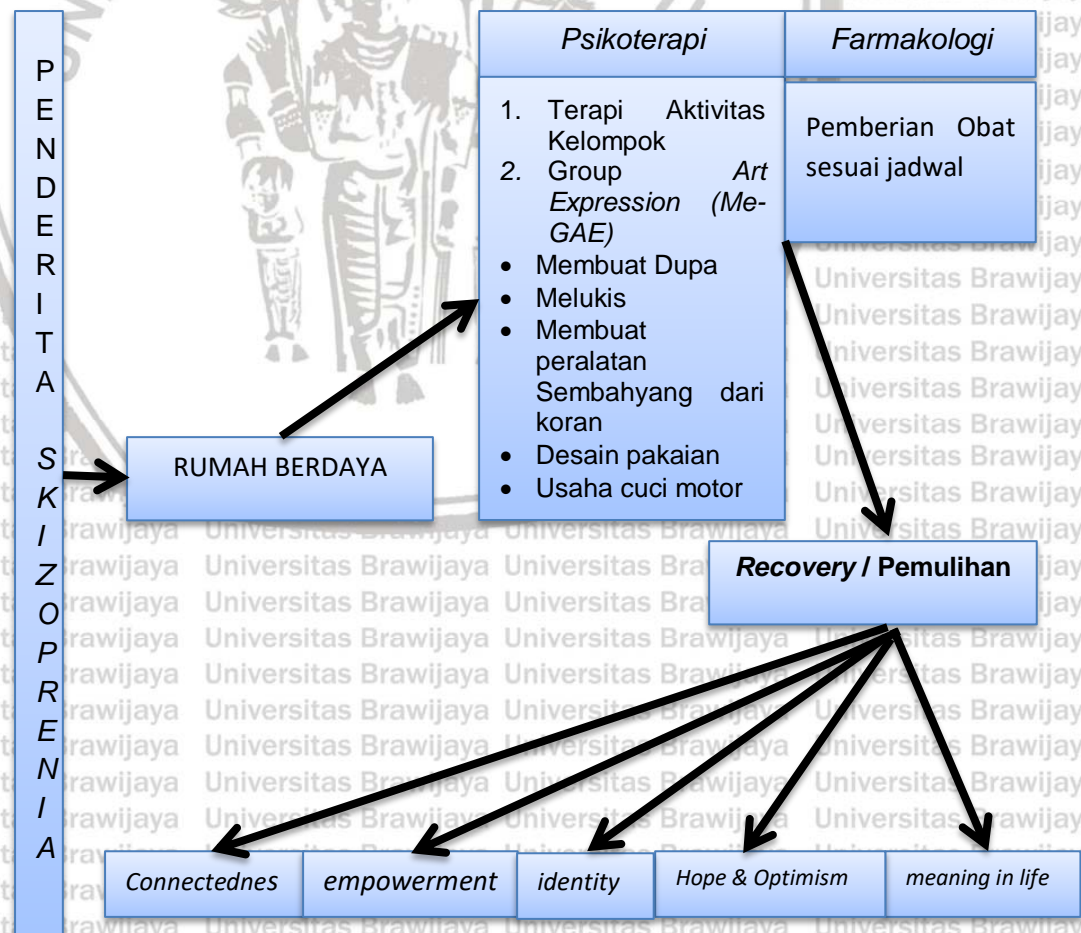 PENDERITA SKIZOPRENIA
Psikoterapi
Farmakologi
1. Terapi Aktivitas
Kelompok
2. Group Art
Expression (Me-
GAE)
• Membuat Dupa
• Melukis
• Membuat
peralatan
Sembahyang dari
koran
• Desain pakaian
• Usaha cuci motor
Pemberian Obat
sesuai jadwal
RUMAH BERDAYA
Recovery / Pemulihan
Connectednes
empowerment
identity
Hope & Optimism
meaning in life
Universitas Brawijaya